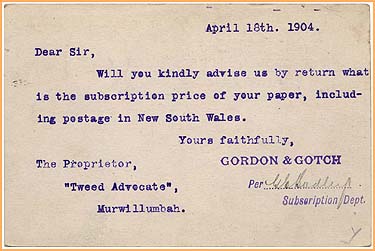 April 18th. 1904.
Dear Sir,
Will you kindly advise us by return what
is the subscription price of your paper, includ-
ing postage in New South Wales.
Yours faithfully,
The Proprietor,
GORDON & GOTCH
"Tweed Advocate",
Per
Murwillumbah.
Subscription Dept.